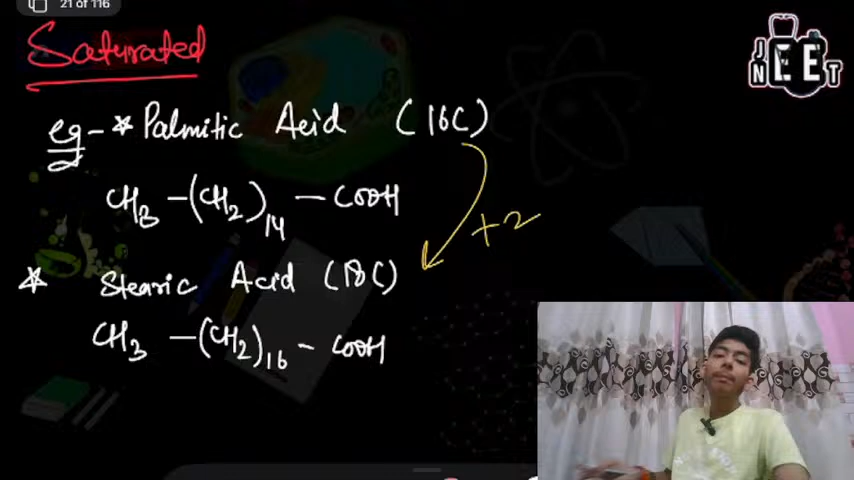 21 of 116
Saturated
JNEET
eg - * Palmitic Acid (16C)
CH3 - (CH2)14 - COOH
+2
* Stearic Acid (18C)
CH3 - (CH2)16 - COOH